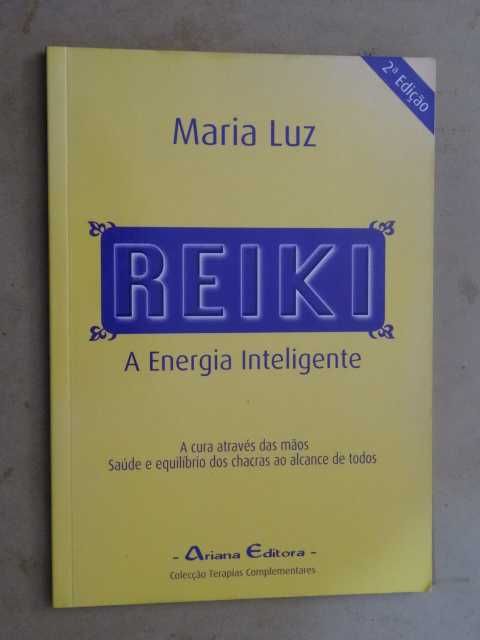 2ª Edição
Maria Luz
REIKI
A Energia Inteligente
A cura através das mãos
Saúde e equilíbrio dos chacras ao alcance de todos
- Ariana Editora -
Colecção Terapias Complementares